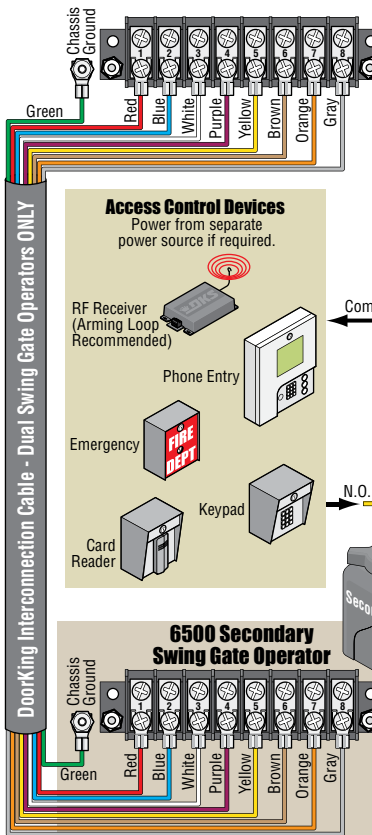 Chassis
Ground
1 2 3 4 5 6 7 8
Green
Red
Blue
White
Purple
Yellow
Brown
Orange
Gray
DoorKing Interconnection Cable - Dual Swing Gate Operators ONLY
Access Control Devices
Power from separate
power source if required.
DKS
RF Receiver
(Arming Loop
Recommended)
Com
Phone Entry
Emergency
FIRE
DEPT
Keypad
N.O.
Card
Reader
Secon
6500 Secondary
Swing Gate Operator
Chassis
Ground
1 2 3 4 5 6 7 8
Green
Red
Blue
White
Purple
Yellow
Brown
Orange
Gray